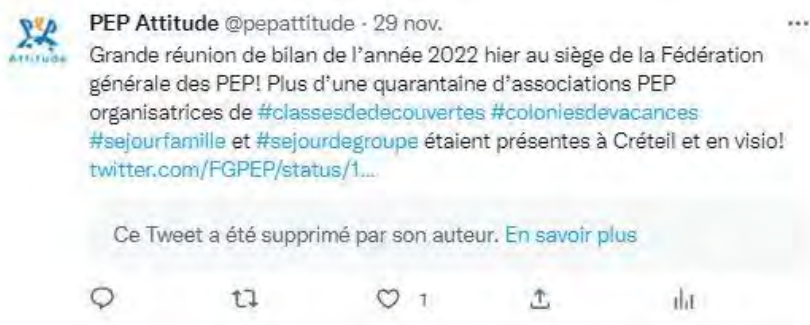 PEP Attitude @pepattitude · 29 nov.
Attitude
Grande réunion de bilan de l'année 2022 hier au siège de la Fédération
générale des PEP! Plus d'une quarantaine d'associations PEP
organisatrices de #classesdedecouvertes #coloniesdevacances
#sejourfamille et #sejourdegroupe étaient présentes à Créteil et en visio!
twitter.com/FGPEP/status/1...
Ce Tweet a été supprimé par son auteur. En savoir plus
1